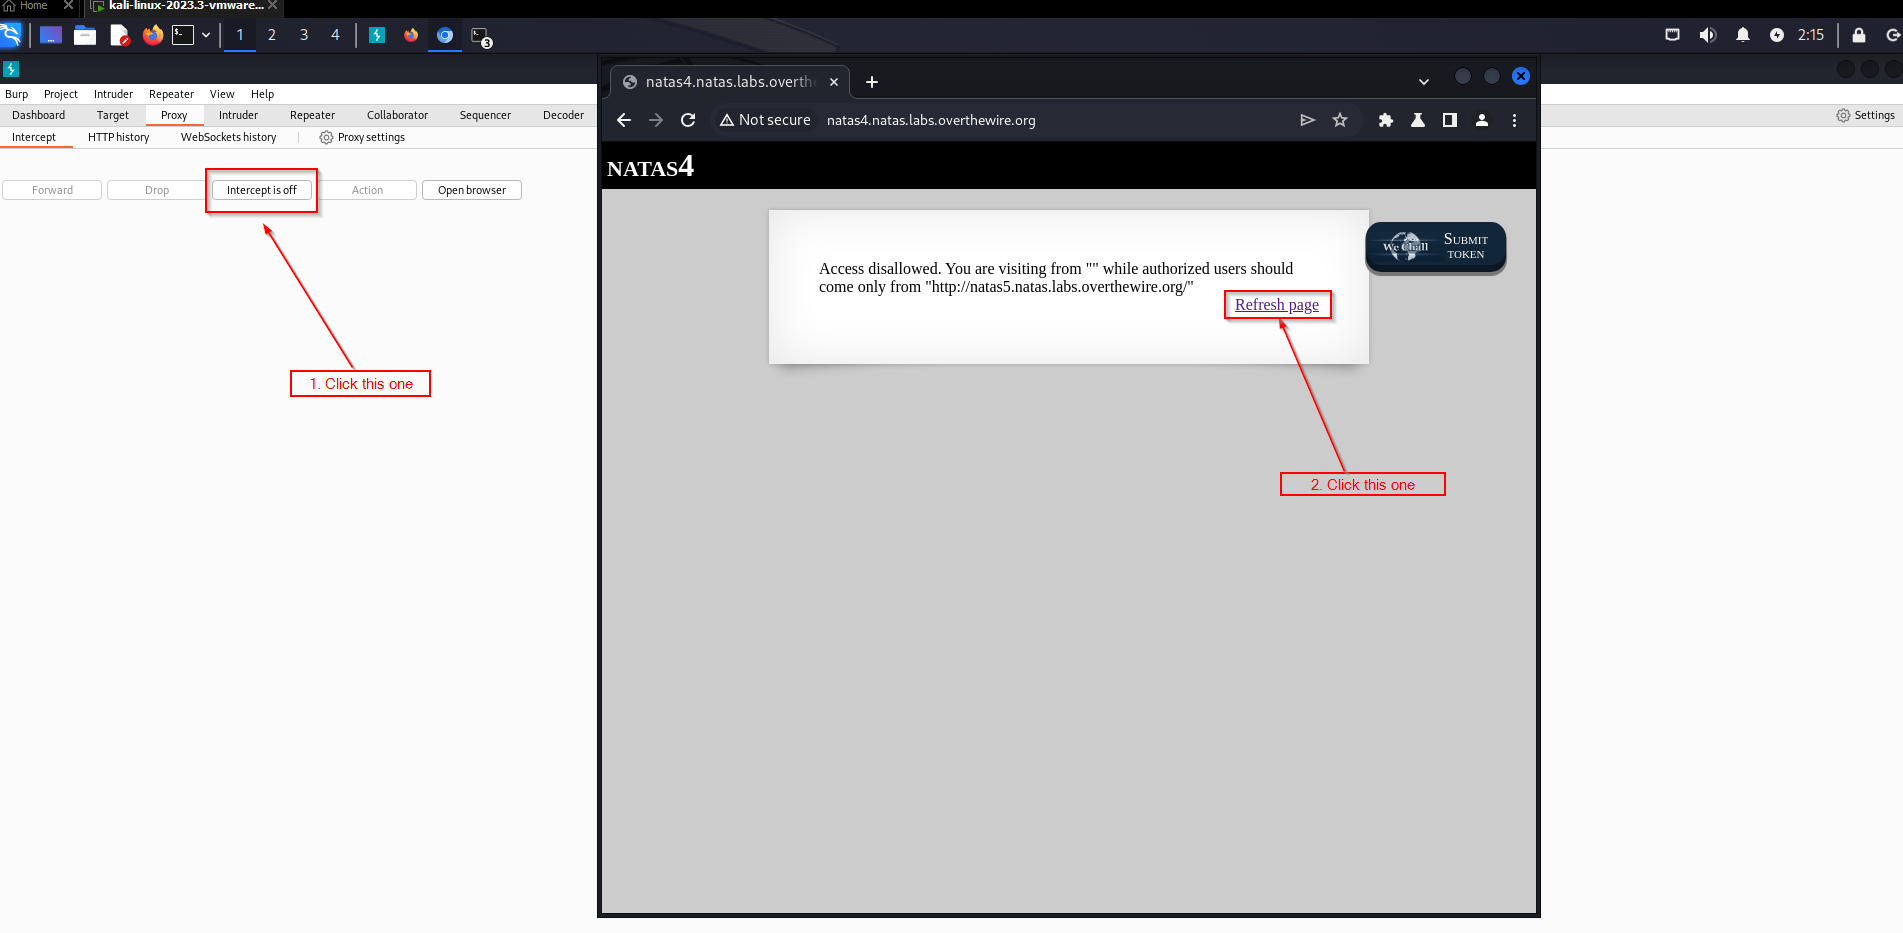 Home
kali-linux-2023.3-vmware...
1 2 3 4
3
2:15
Burp Project Intruder Repeater View Help
Dashboard Target Proxy Intruder Repeater Collaborator Sequencer Decoder
Settings
Intercept HTTP history WebSockets history Proxy settings
Forward Drop Intercept is off Action Open browser
1. Click this one
natas4.natas.labs.overth
Not secure natas4.natas.labs.overthewire.org
NATAS4
We Chall
SUBMIT
TOKEN
Access disallowed. You are visiting from "" while authorized users should
come only from "http://natas5.natas.labs.overthewire.org/"
Refresh page
2. Click this one